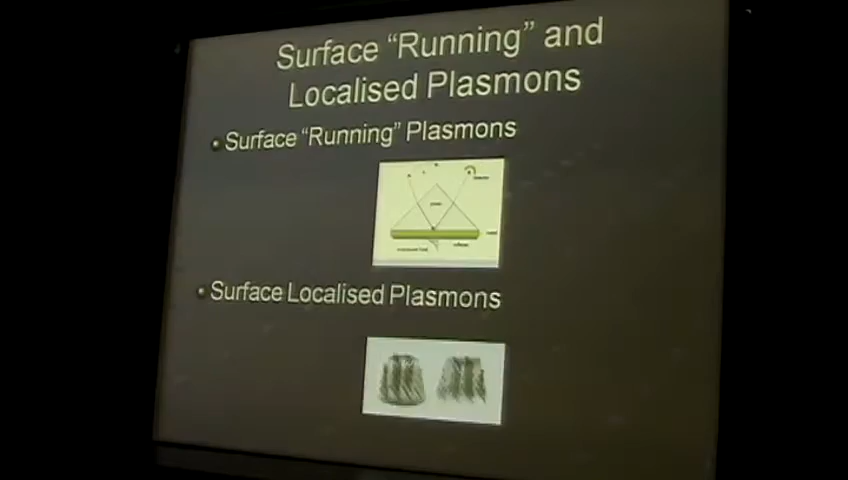 Surface “Running” and
Localised Plasmons
Surface “Running” Plasmons
Surface Localised Plasmons